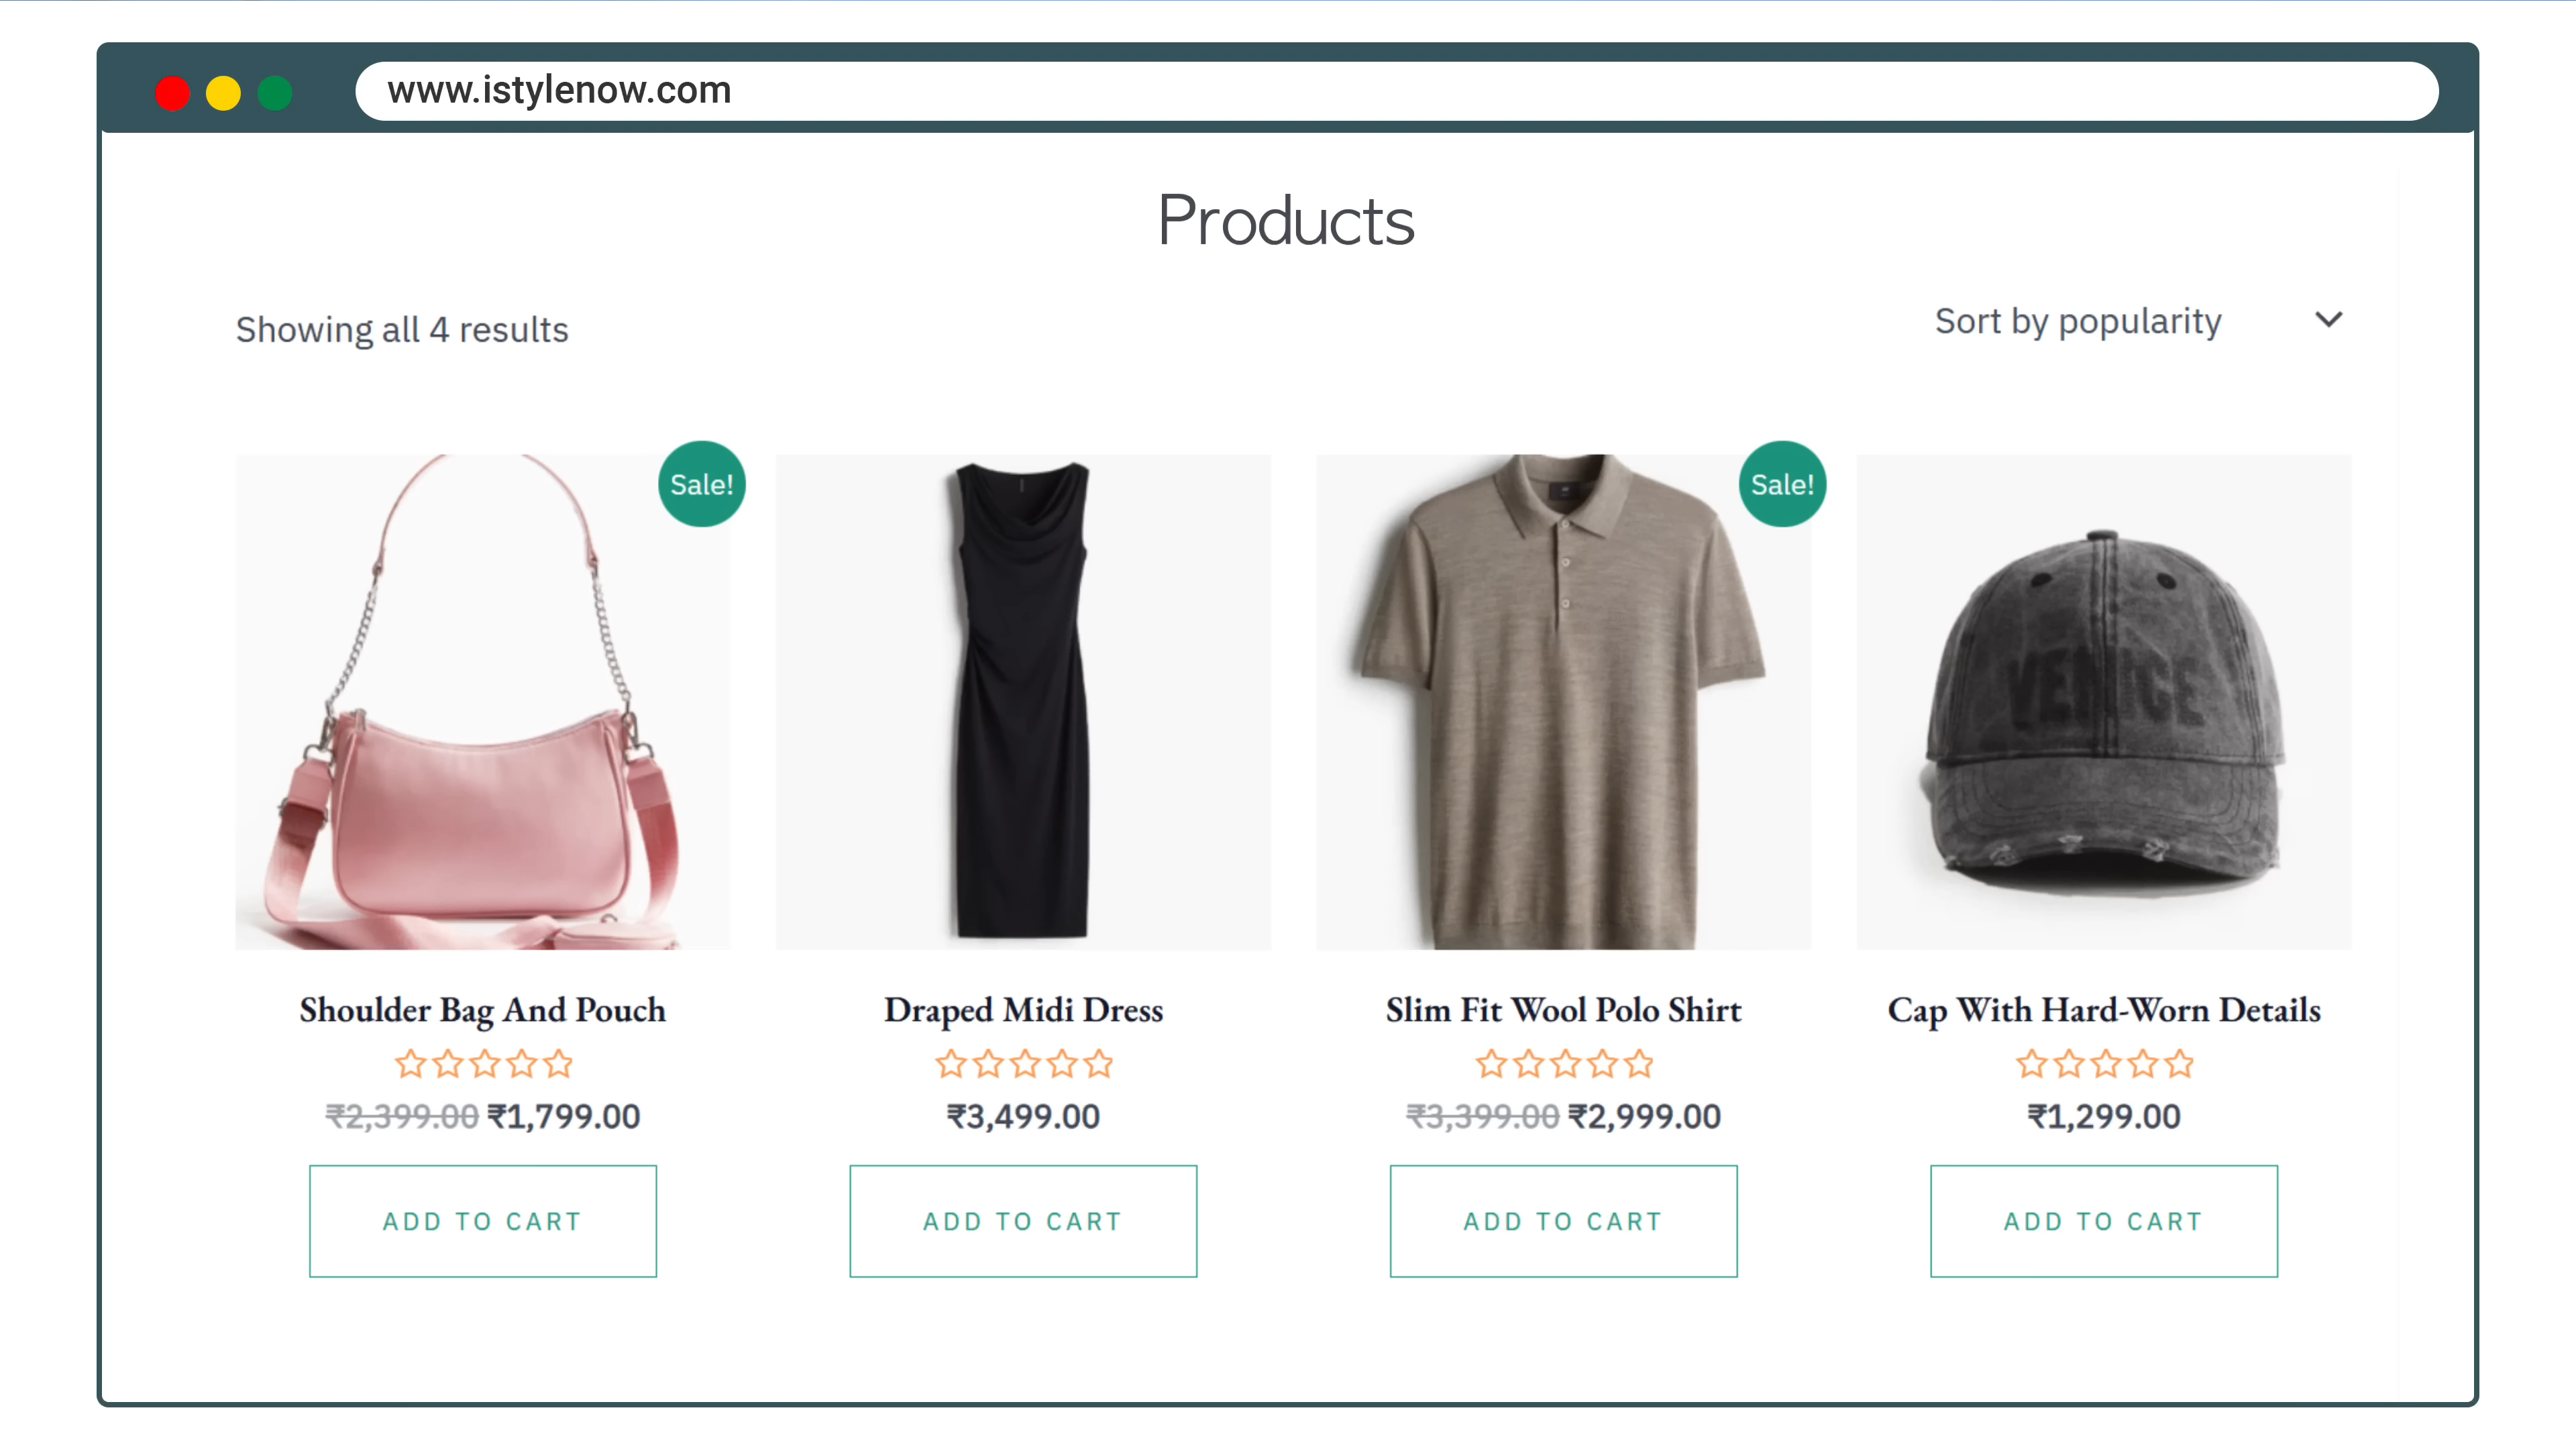 www.istylenow.com
Products
Showing all 4 results
Sort by popularity
Sale!
Sale!
VENICE
Shoulder Bag And Pouch
Draped Midi Dress
Slim Fit Wool Polo Shirt
Cap With Hard-Worn Details
₹2,399.00 ₹1,799.00
₹3,499.00
₹3,399.00 ₹2,999.00
₹1,299.00
ADD TO CART
ADD TO CART
ADD TO CART
ADD TO CART